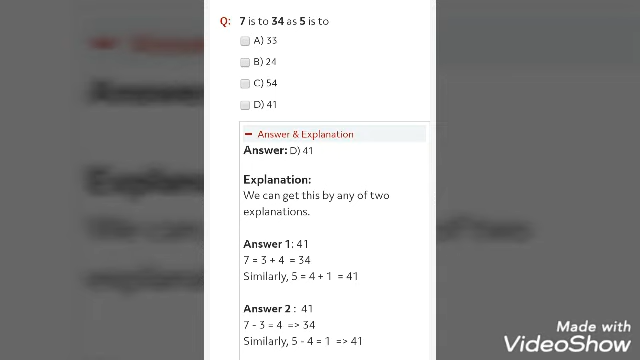 Q: 7 is to 34 as 5 is to
A) 33
B) 24
C) 54
D) 41
Answer & Explanation
Answer: D) 41
Explanation:
We can get this by any of two
explanations.
Answer 1: 41
7 = 3 + 4 = 34
Similarly, 5 = 4 + 1 = 41
Answer 2 : 41
7 - 3 = 4 => 34
Similarly, 5 - 4 = 1 => 41
Made with
VideoShow